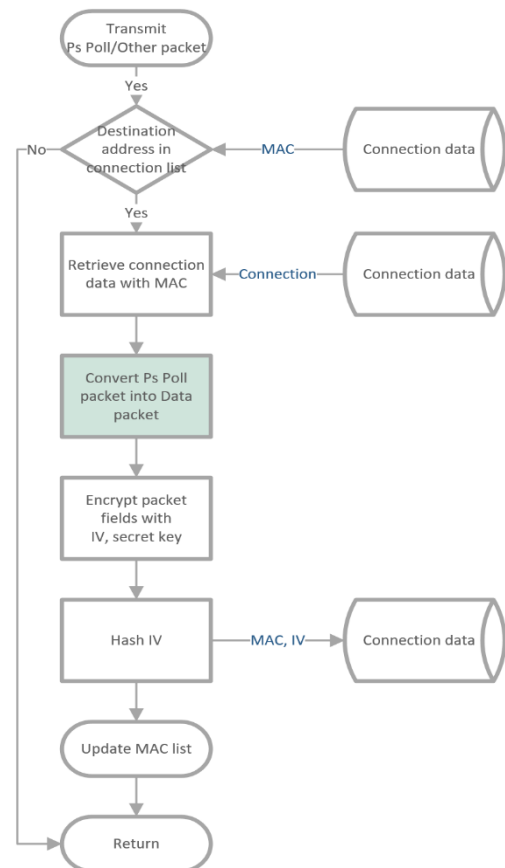 Transmit
Ps Poll/Other packet
Yes
Destination
address in
connection list
No
MAC
Connection data
Yes
Retrieve connection
data with MAC
Connection
Connection data
Convert Ps Poll
packet into Data
packet
Encrypt packet
fields with
IV, secret key
Hash IV
MAC, IV
Connection data
Update MAC list
Return